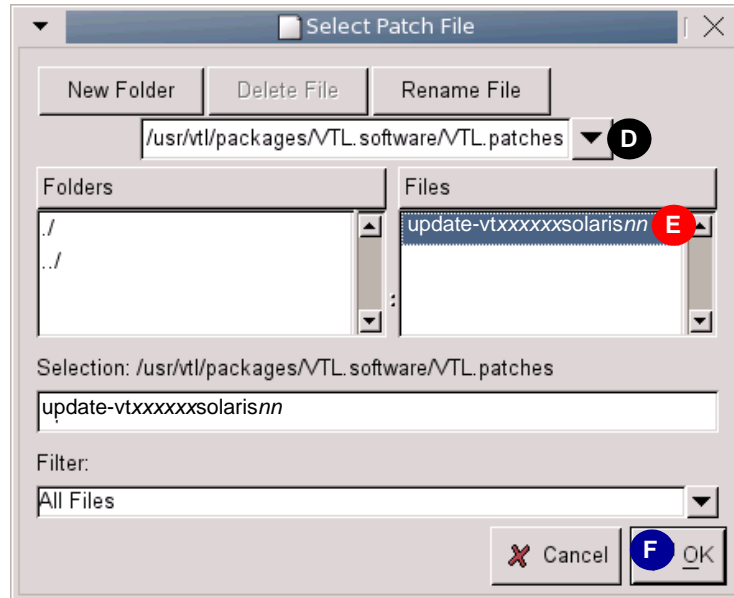 Select Patch File
New Folder Delete File Rename File
/usr/vtl/packages/VTL.software/VTL.patches D
Folders Files
./ update-vtxxxxxxsolarisnn E
../
:
Selection: /usr/vtl/packages/VTL.software/VTL.patches
update-vtxxxxxxsolarisnn
Filter:
All Files
Cancel F OK